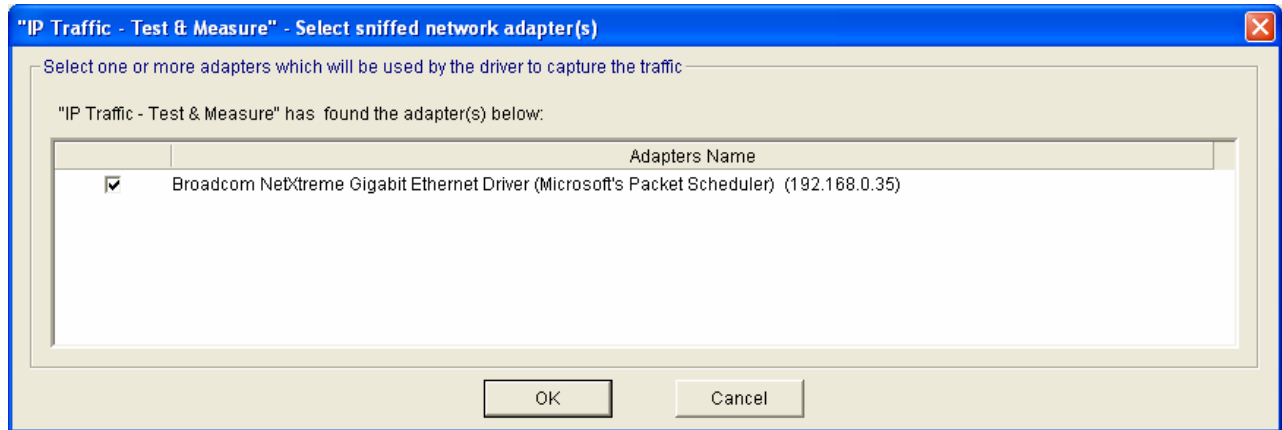 "IP Traffic - Test & Measure" - Select sniffed network adapter(s)
Select one or more adapters which will be used by the driver to capture the traffic
"IP Traffic - Test & Measure" has  found the adapter(s) below:
Adapters Name
Broadcom NetXtreme Gigabit Ethernet Driver (Microsoft's Packet Scheduler)  (192.168.0.35)
OK
Cancel